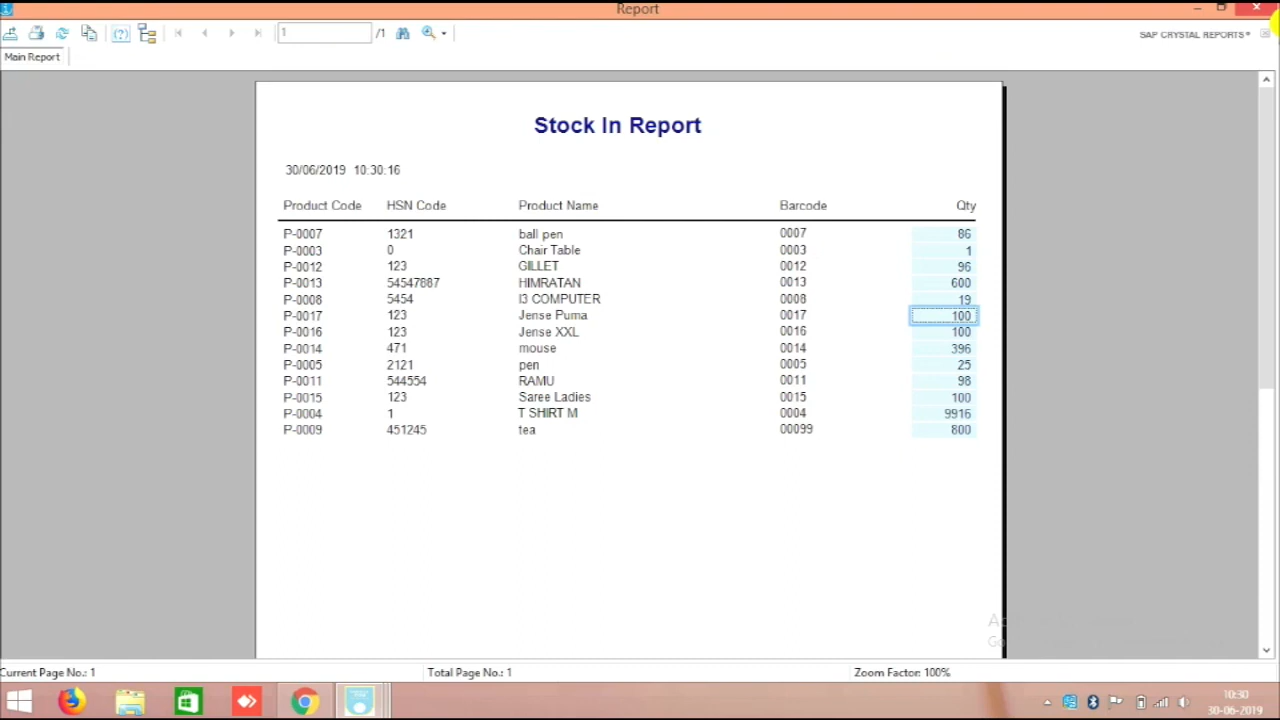 Report
1 /1
SAP CRYSTAL REPORTS®
Main Report
Stock In Report
30/06/2019 10:30:16
Product Code HSN Code Product Name Barcode Qty
P-0007 1321 ball pen 0007 86
P-0003 0 Chair Table 0003 1
P-0012 123 GILLET 0012 96
P-0013 54547887 HIMRATAN 0013 600
P-0008 5454 I3 COMPUTER 0008 19
P-0017 123 Jense Puma 0017 100
P-0016 123 Jense XXL 0016 100
P-0014 471 mouse 0014 396
P-0005 2121 pen 0005 25
P-0011 544554 RAMU 0011 98
P-0015 123 Saree Ladies 0015 100
P-0004 1 T SHIRT M 0004 9916
P-0009 451245 tea 00099 800
Current Page No.: 1 Total Page No.: 1 Zoom Factor: 100%
10:30
30-06-2019